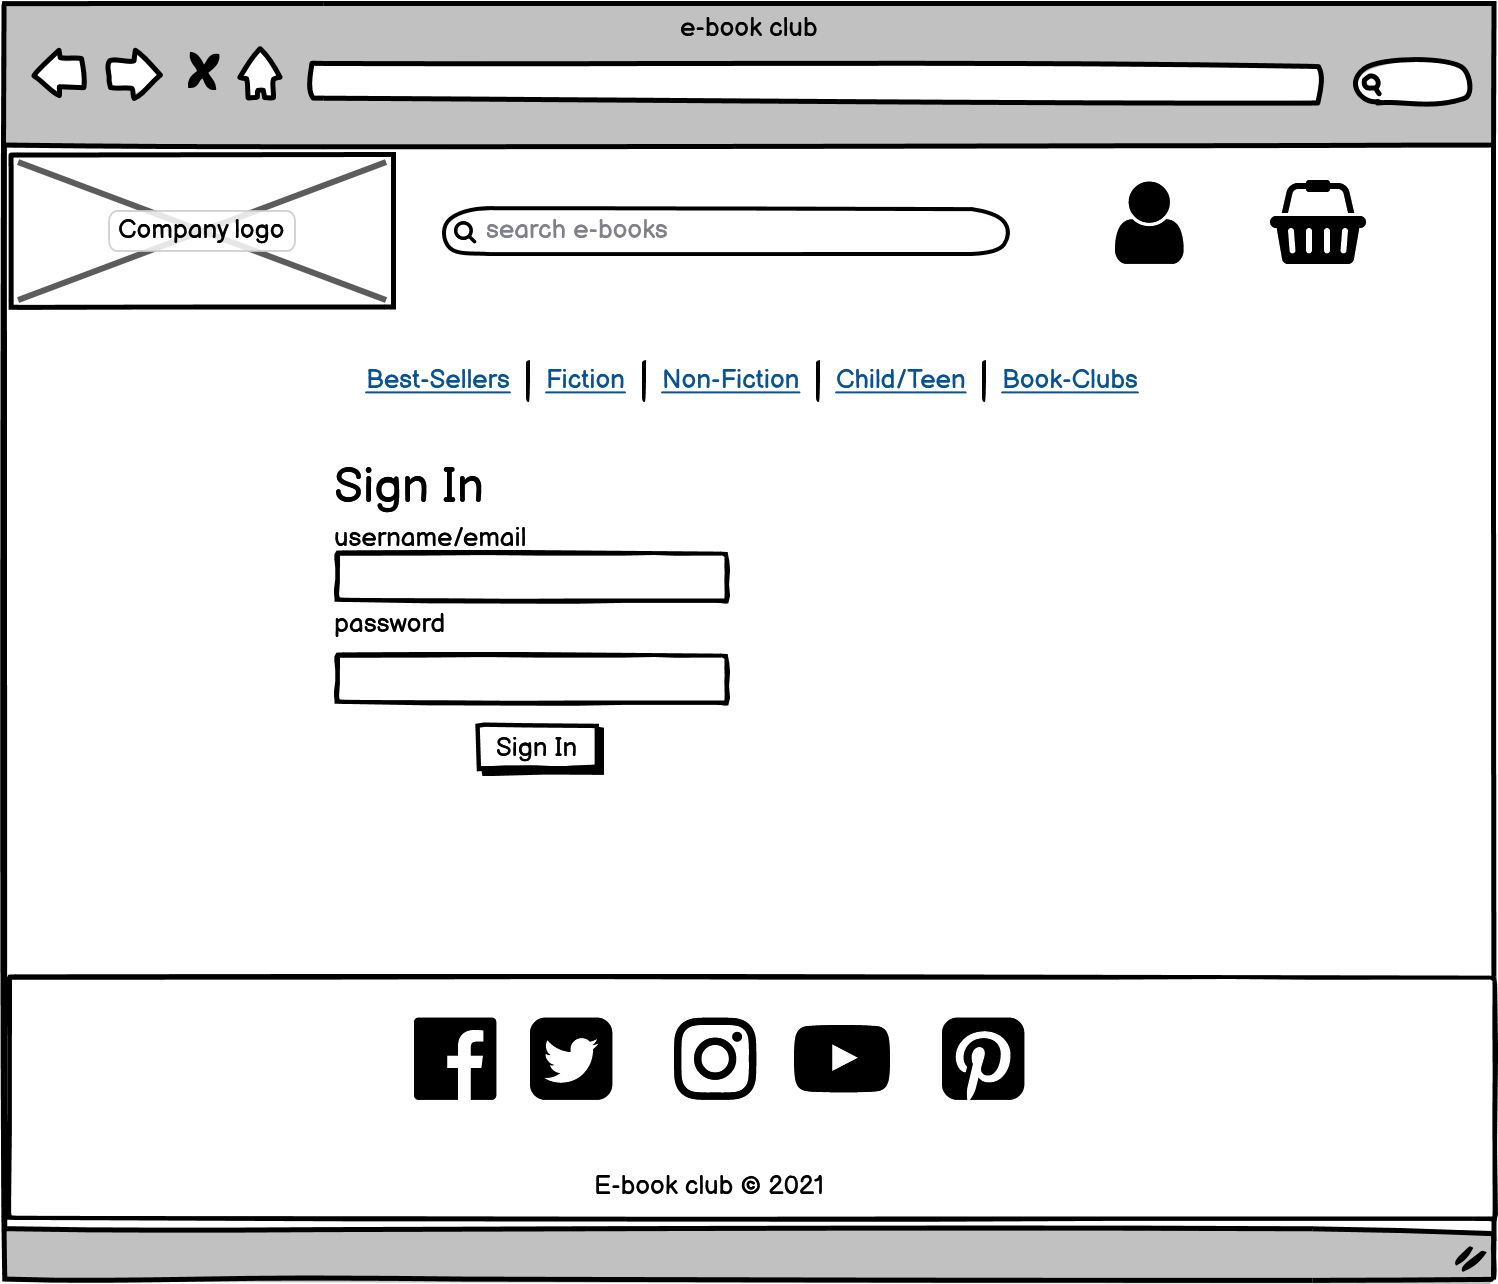 e-book club
Company logo
search e-books
Best-Sellers Fiction Non-Fiction Child/Teen Book-Clubs
Sign In
username/email
password
Sign In
E-book club © 2021